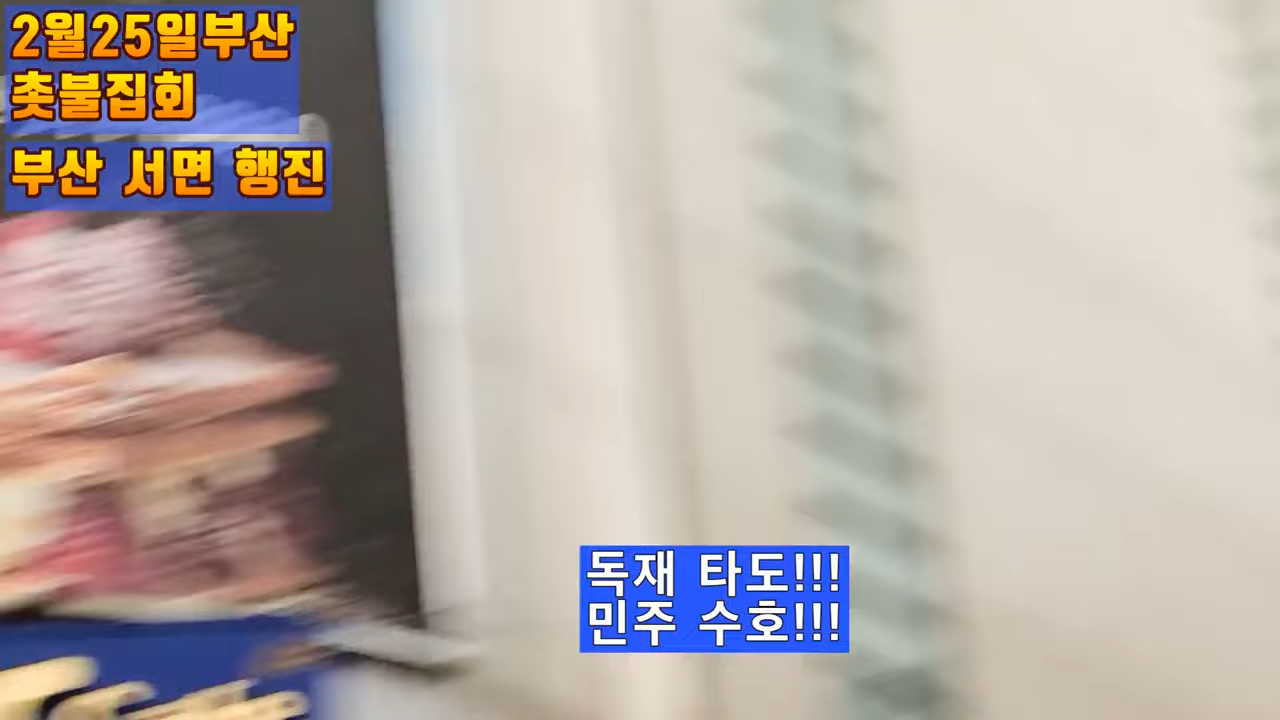 2월25일부산
촛불집회
부산 서면 행진
독재 타도!!!
민주 수호!!!